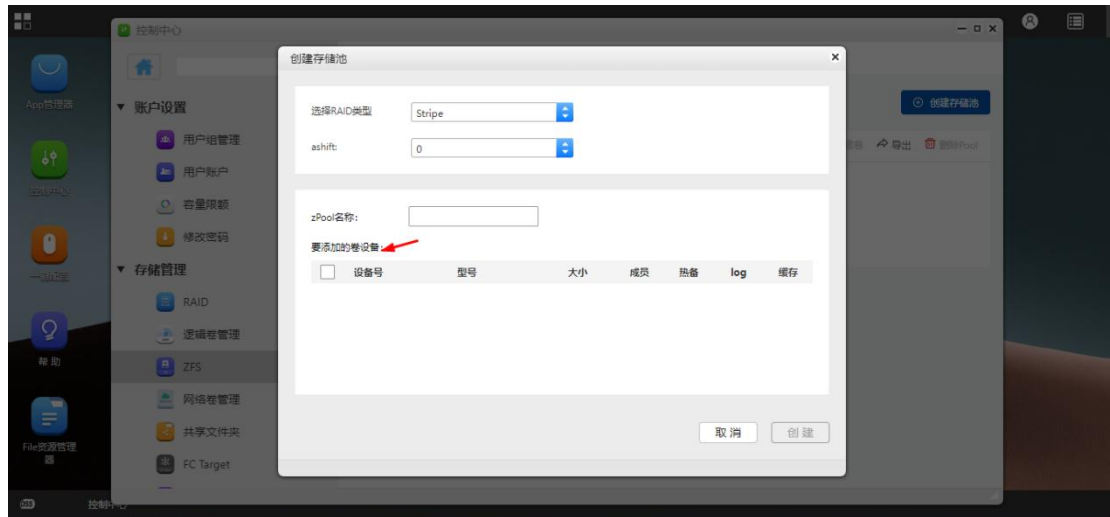 控制中心
App管理器
控制中心
帮 助
File资源管理
器
账户设置
用户组管理
用户账户
容量限额
修改密码
存储管理
RAID
逻辑卷管理
ZFS
网络卷管理
共享文件夹
FC Target
创建存储池
导出
删除Pool
创建存储池
选择RAID类型
Stripe
ashift:
0
zPool名称:
要添加的卷设备:
设备号 型号 大小 成员 热备 log 缓存
取 消
创 建
控制中心